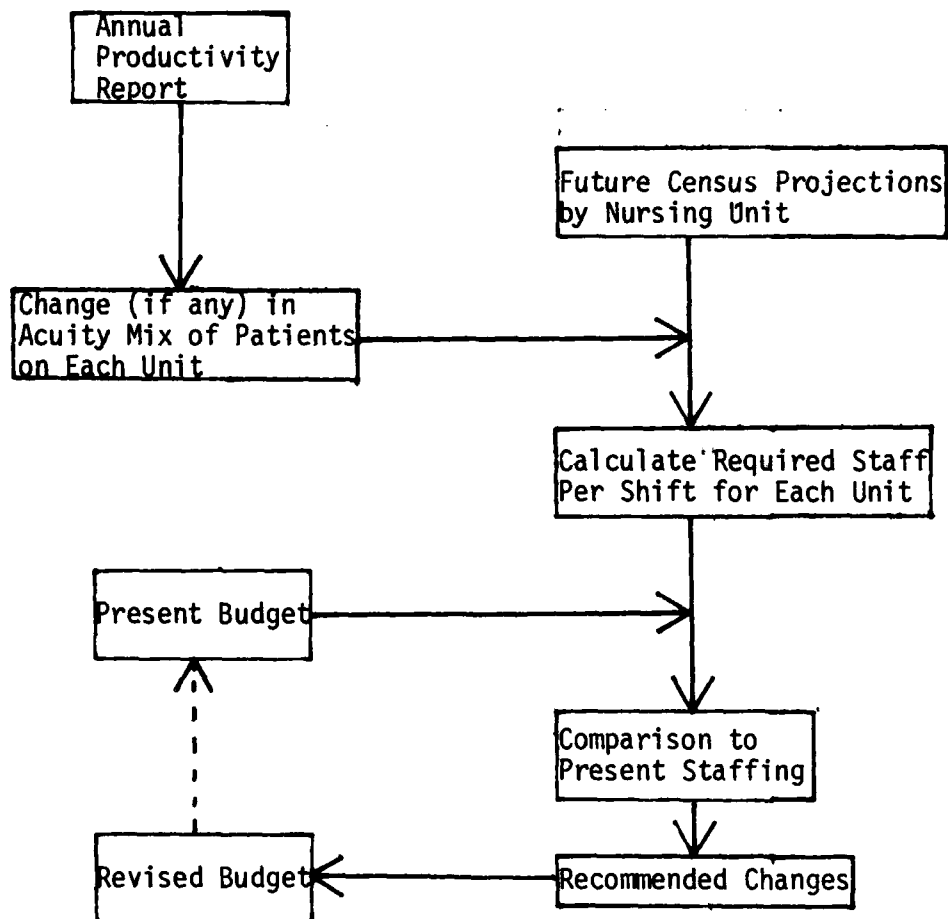 Annual
Productivity
Report
Future Census Projections
by Nursing Unit
Change (if any) in
Acuity Mix of Patients
on Each Unit
Calculate Required Staff
Per Shift for Each Unit
Present Budget
Comparison to
Present Staffing
Revised Budget
Recommended Changes